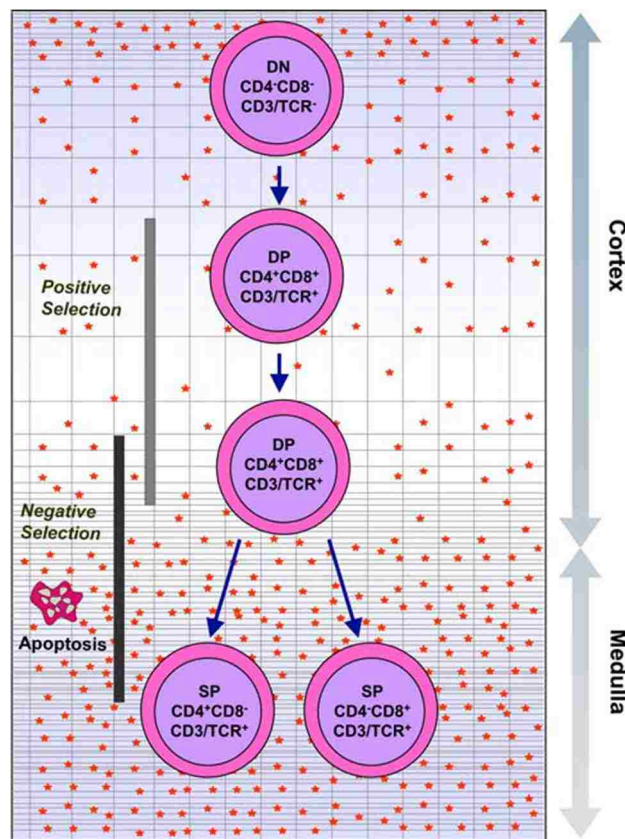 DN
CD4⁻CD8⁻
CD3/TCR⁻
DP
CD4⁺CD8⁺
CD3/TCR⁺
Positive
Selection
DP
CD4⁺CD8⁺
CD3/TCR⁺
Negative
Selection
Apoptosis
SP
CD4⁺CD8⁻
CD3/TCR⁺
SP
CD4⁻CD8⁺
CD3/TCR⁺
Cortex
Medulla